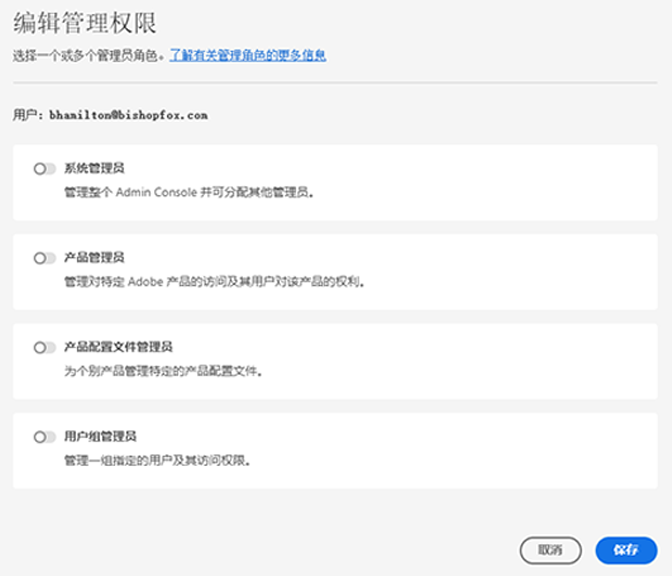 编辑管理权限
选择一个或多个管理员角色。了解有关管理角色的更多信息
用户：bhamilton@bishopfox.com
系统管理员
管理整个 Admin Console 并可分配其他管理员。
产品管理员
管理对特定 Adobe 产品的访问及其用户对该产品的权利。
产品配置文件管理员
为个别产品管理特定的产品配置文件。
用户组管理员
管理一组指定的用户及其访问权限。
取消 保存